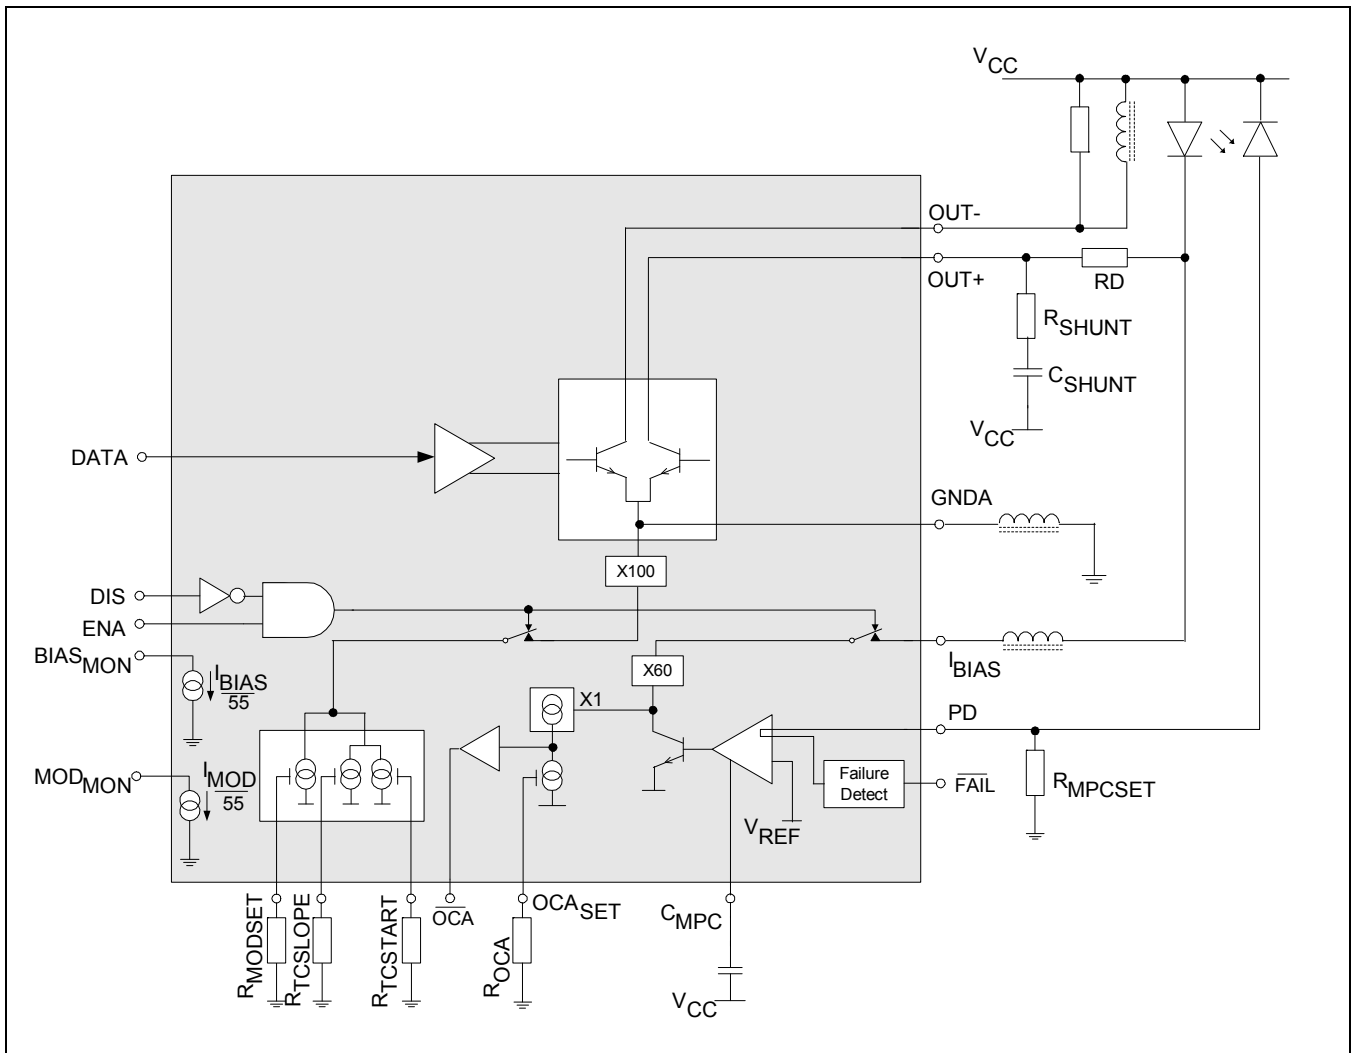 VCC
OUT-
OUT+
RD
RSHUNT
CSHUNT
VCC
DATA
GNDA
X100
DIS
ENA
BIASMON
IBIAS
55
X60
IBIAS
X1
PD
MODMON
IMOD
55
Failure
Detect
FAIL
RMPCSET
VREF
RMODSET
RTCSLOPE
RTCSTART
OCA
OCASET
ROCA
CMPC
VCC